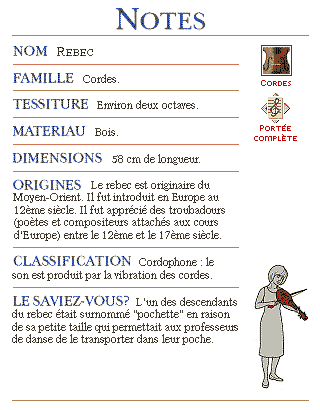 NOTES
NOM REBEC
FAMILLE Cordes.
TESSITURE Environ deux octaves.
MATERIAU Bois.
DIMENSIONS 58 cm de longueur.
ORIGINES Le rebec est originaire du
Moyen-Orient. Il fut introduit en Europe au
12ème siècle. Il fut apprécié des troubadours
(poètes et compositeurs attachés aux cours
d'Europe) entre le 12ème et le 17ème siècle.
CLASSIFICATION Cordophone : le
son est produit par la vibration des cordes.
LE SAVIEZ-VOUS? L'un des descendants
du rebec était surnommé "pochette" en raison
de sa petite taille qui permettait aux professeurs
de danse de le transporter dans leur poche.
CORDES
PORTÉE
COMPLÈTE